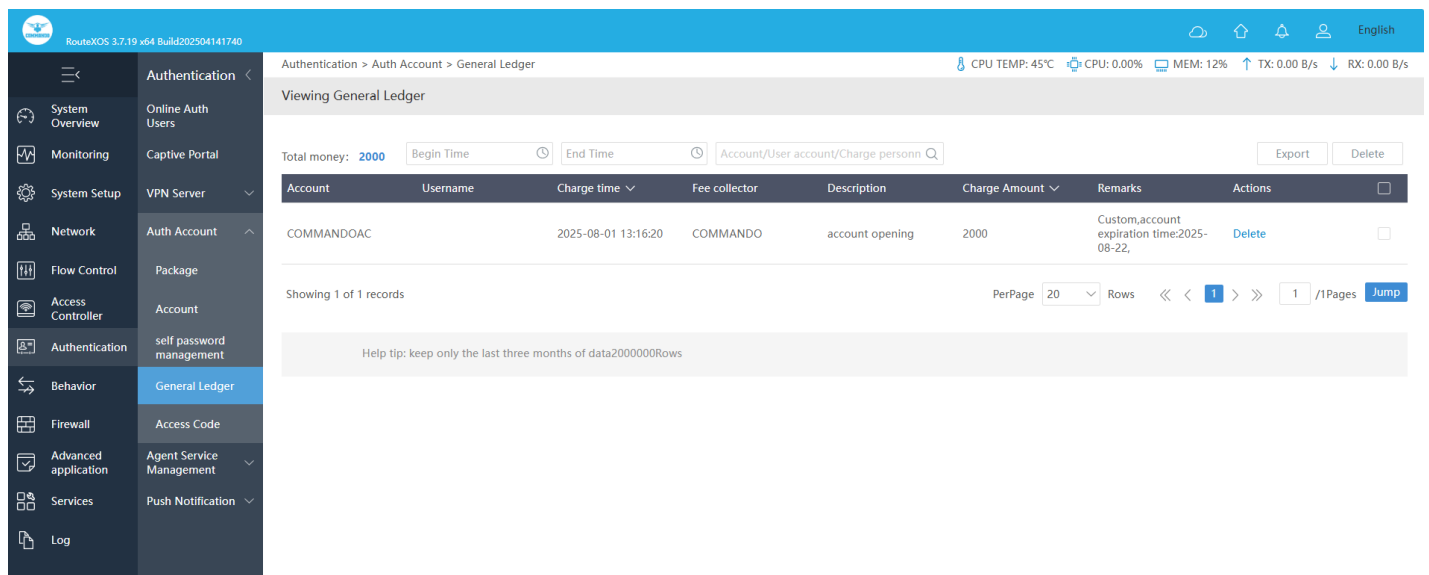 COMMANDO
RouteXOS 3.7.19 x64 Build202504141740
English
System
Overview
Monitoring
System Setup
Network
Flow Control
Access
Controller
Authentication
Behavior
Firewall
Advanced
application
Services
Log
Authentication
Online Auth
Users
Captive Portal
VPN Server
Auth Account
Package
Account
self password
management
General Ledger
Access Code
Agent Service
Management
Push Notification
Authentication > Auth Account > General Ledger
CPU TEMP: 45℃ CPU: 0.00% MEM: 12% TX: 0.00 B/s RX: 0.00 B/s
Viewing General Ledger
Total money: 2000 Begin Time End Time Account/User account/Charge personn Export Delete
Account Username Charge time Fee collector Description Charge Amount Remarks Actions
COMMANDOAC 2025-08-01 13:16:20 COMMANDO account opening 2000 Custom,account
expiration time:2025-
08-22,
Delete
Showing 1 of 1 records PerPage 20 Rows 1 1 /1Pages Jump
Help tip: keep only the last three months of data2000000Rows